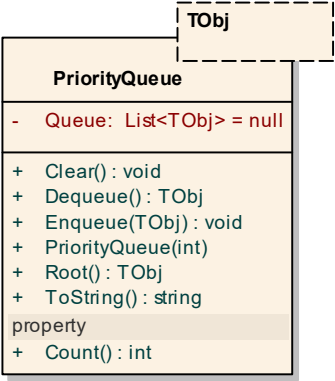 TObj
PriorityQueue
- Queue: List<TObj> = null
+ Clear() : void
+ Dequeue() : TObj
+ Enqueue(TObj) : void
+ PriorityQueue(int)
+ Root() : TObj
+ ToString() : string
property
+ Count() : int